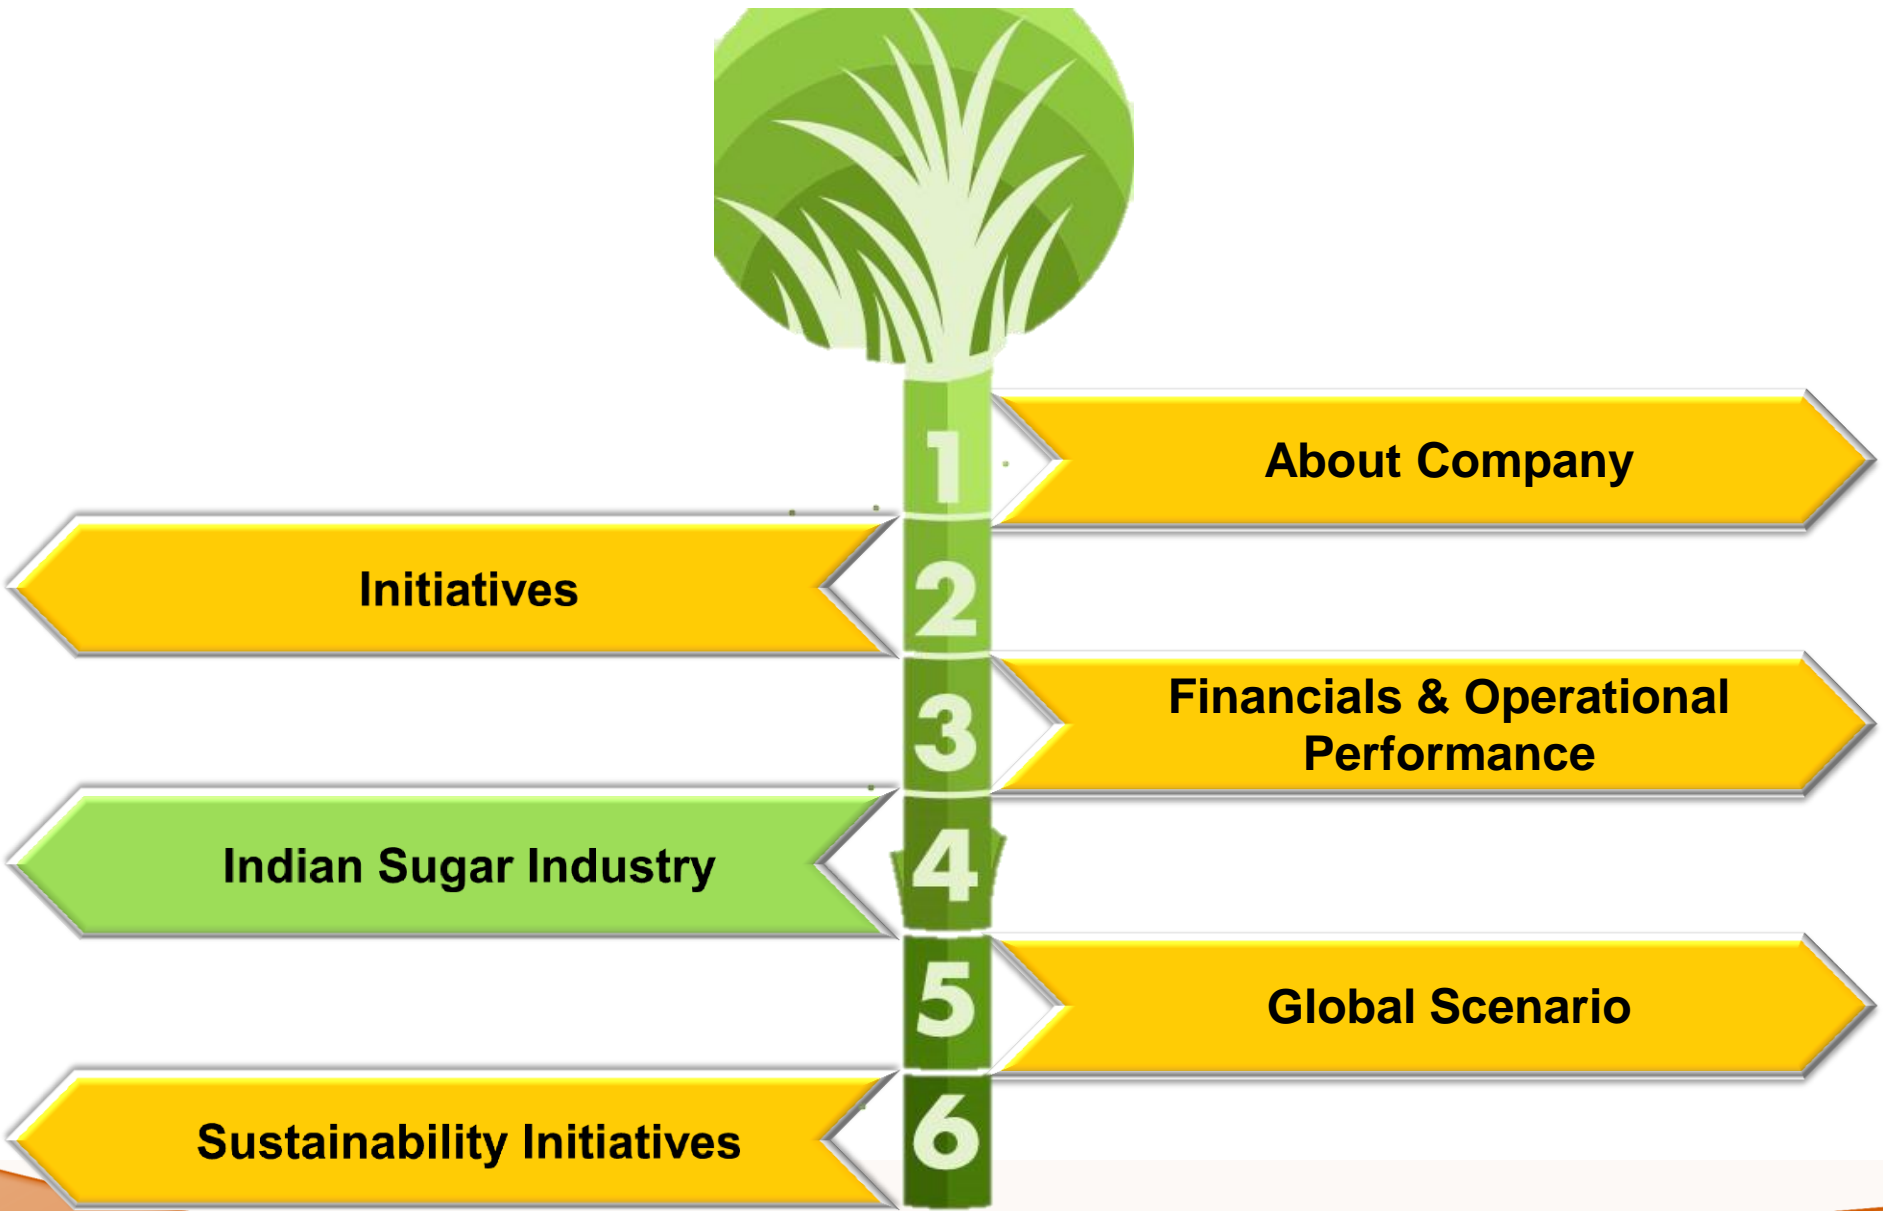 1
About Company
Initiatives
2
3
Financials & Operational
Performance
Indian Sugar Industry
4
5
Global Scenario
Sustainability Initiatives
6